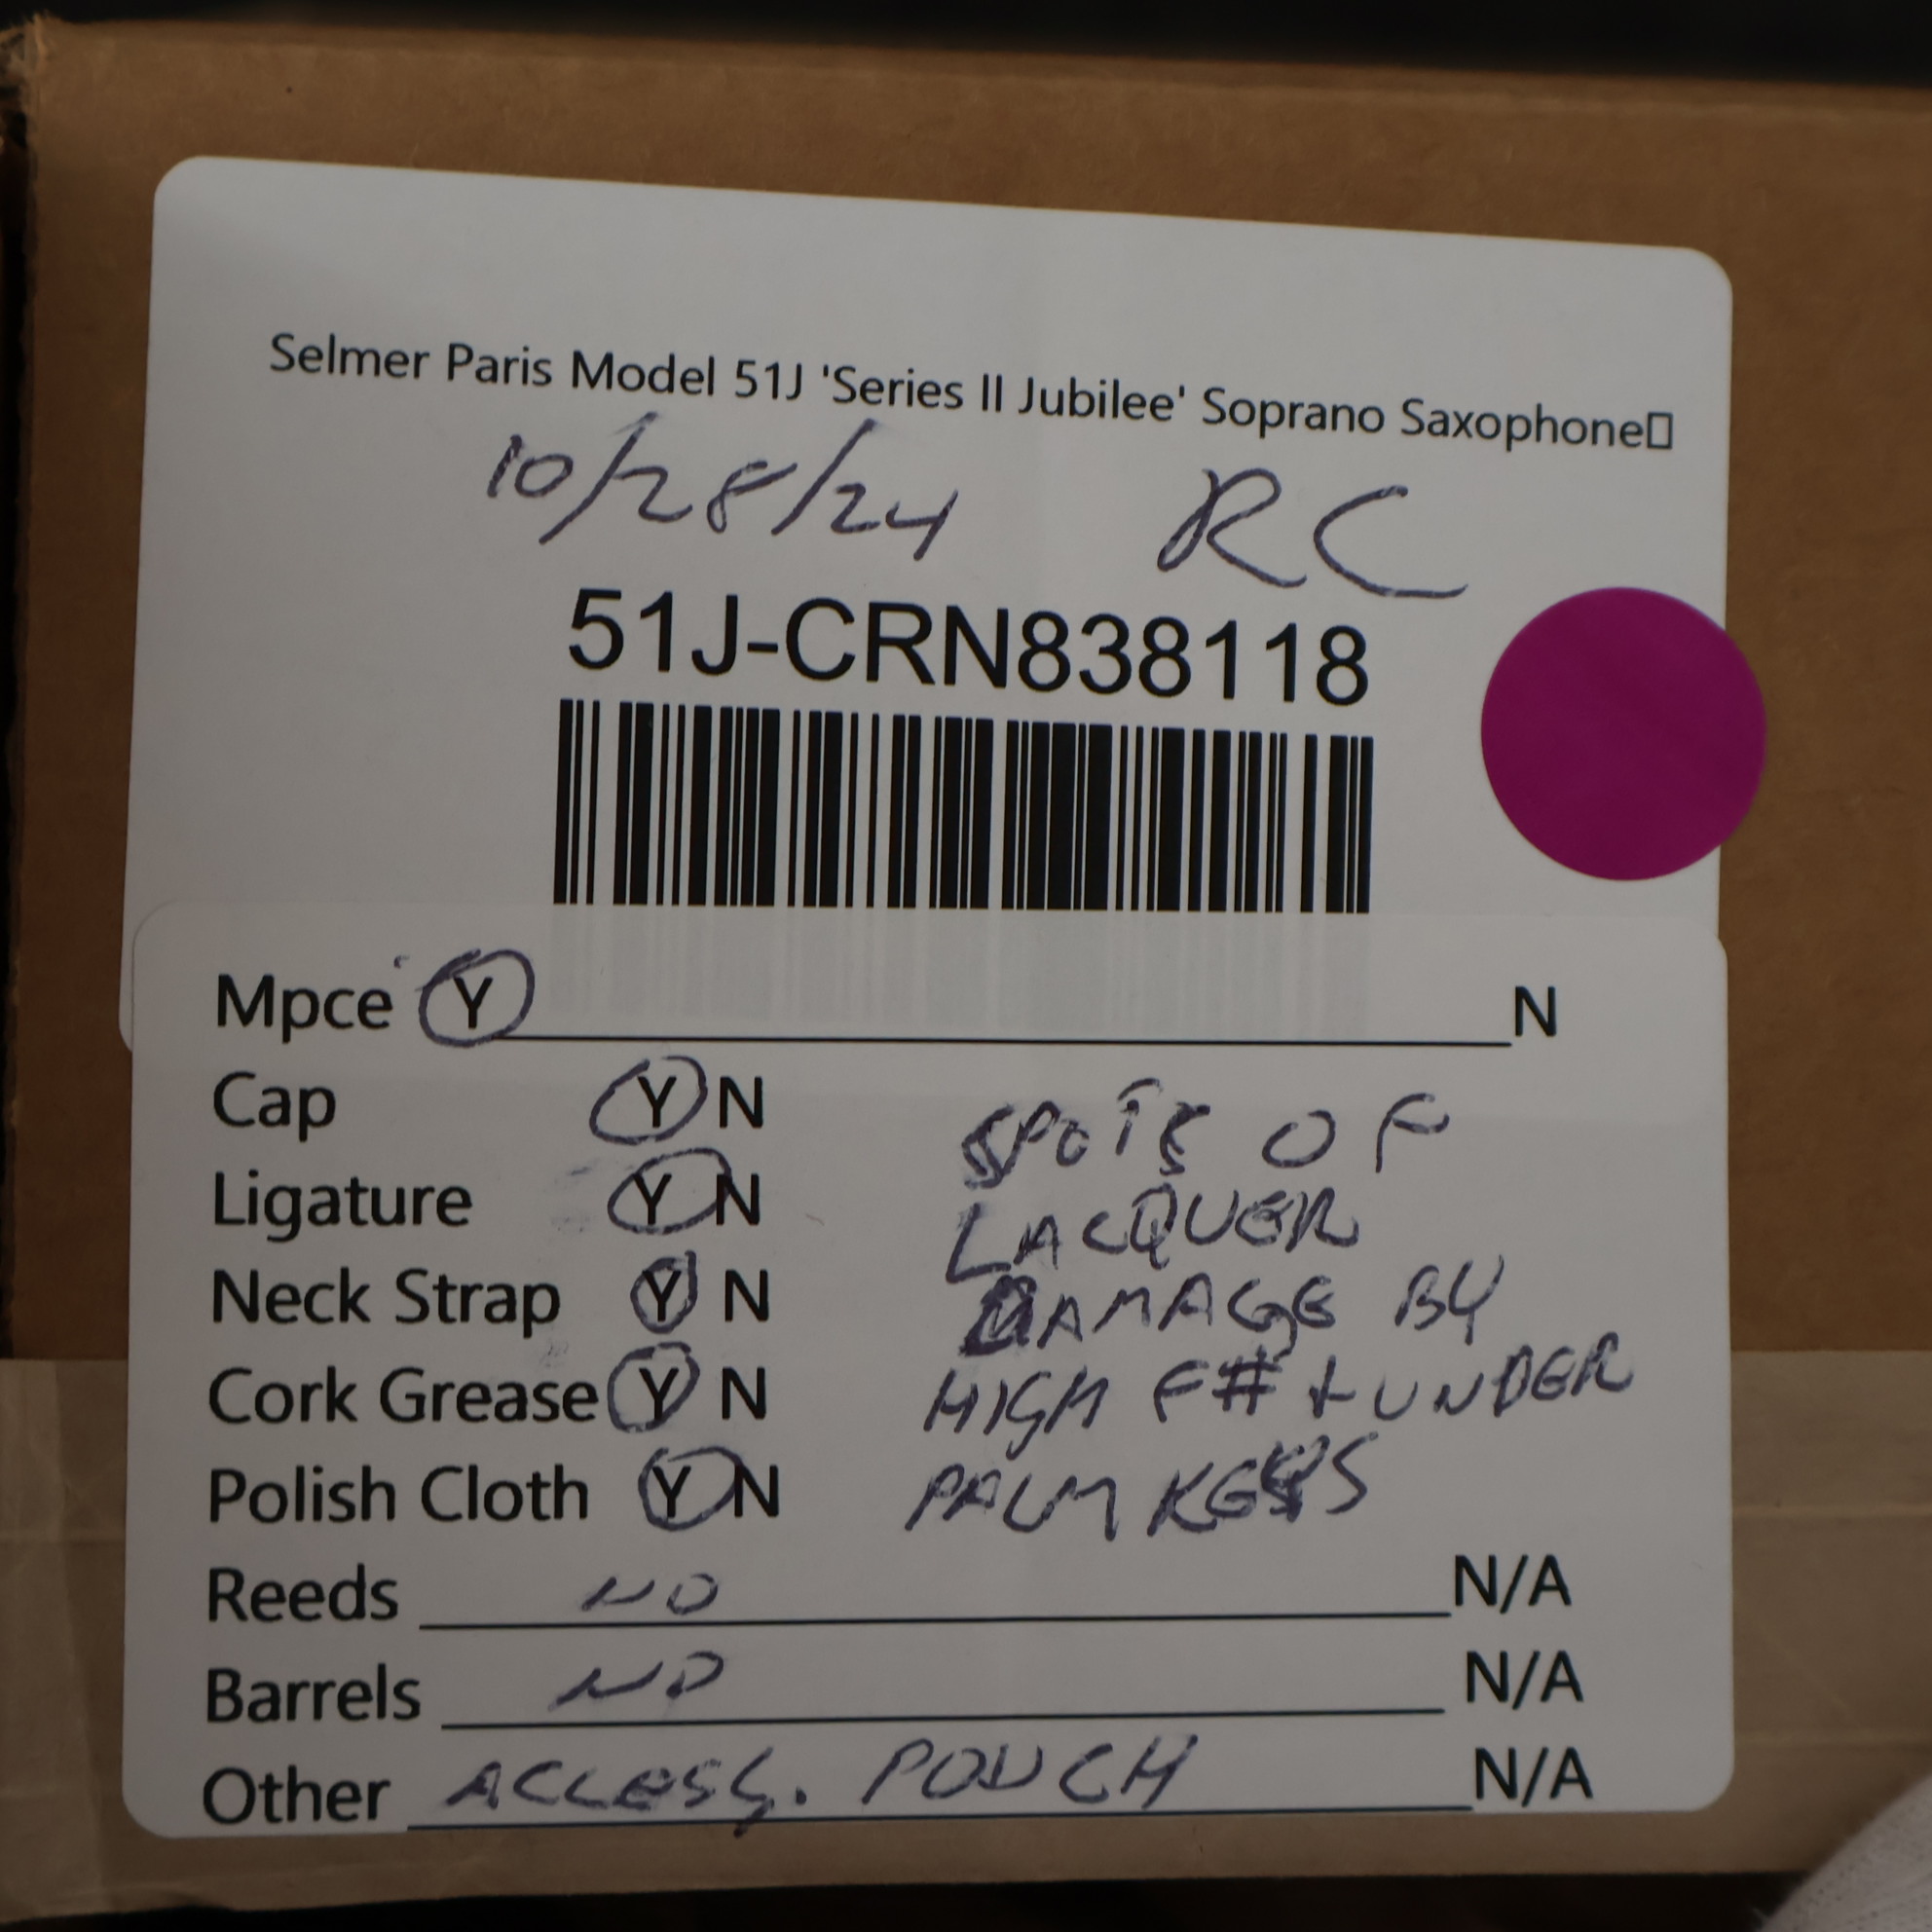 Selmer Paris Model 51J 'Series II Jubilee' Soprano Saxophone▯
10/28/24 RC
51J-CRN838118
Mpce Y N
Cap Y N
Ligature Y N
Neck Strap Y N
Cork Grease Y N
Polish Cloth Y N
SPOTS OF
LACQUER
DAMAGE BY
HIGH F# + UNDER
PALM KEYS
Reeds NO N/A
Barrels NO N/A
Other ACCESS. POUCH N/A